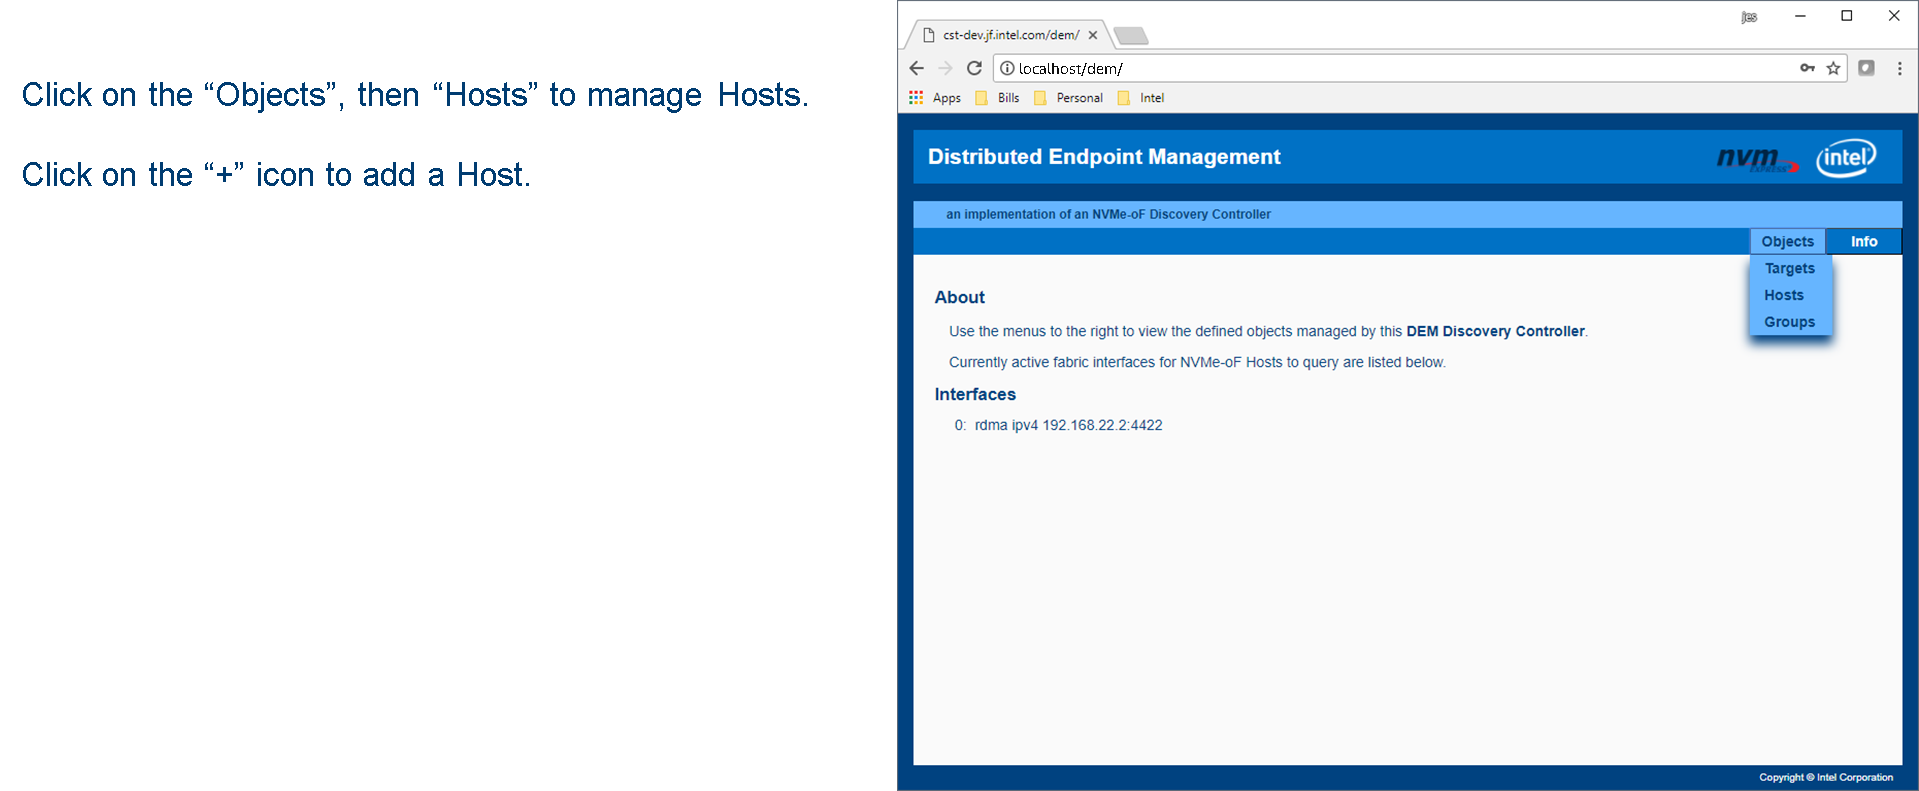 Click on the “Objects”, then “Hosts” to manage Hosts.
Click on the “+” icon to add a Host.
jes
cst-dev.jf.intel.com/dem/
localhost/dem/
Apps Bills Personal Intel
Distributed Endpoint Management
nvm EXPRESS intel
an implementation of an NVMe-oF Discovery Controller
Objects Info
Targets
Hosts
Groups
About
Use the menus to the right to view the defined objects managed by this DEM Discovery Controller.
Currently active fabric interfaces for NVMe-oF Hosts to query are listed below.
Interfaces
0: rdma ipv4 192.168.22.2:4422
Copyright © Intel Corporation